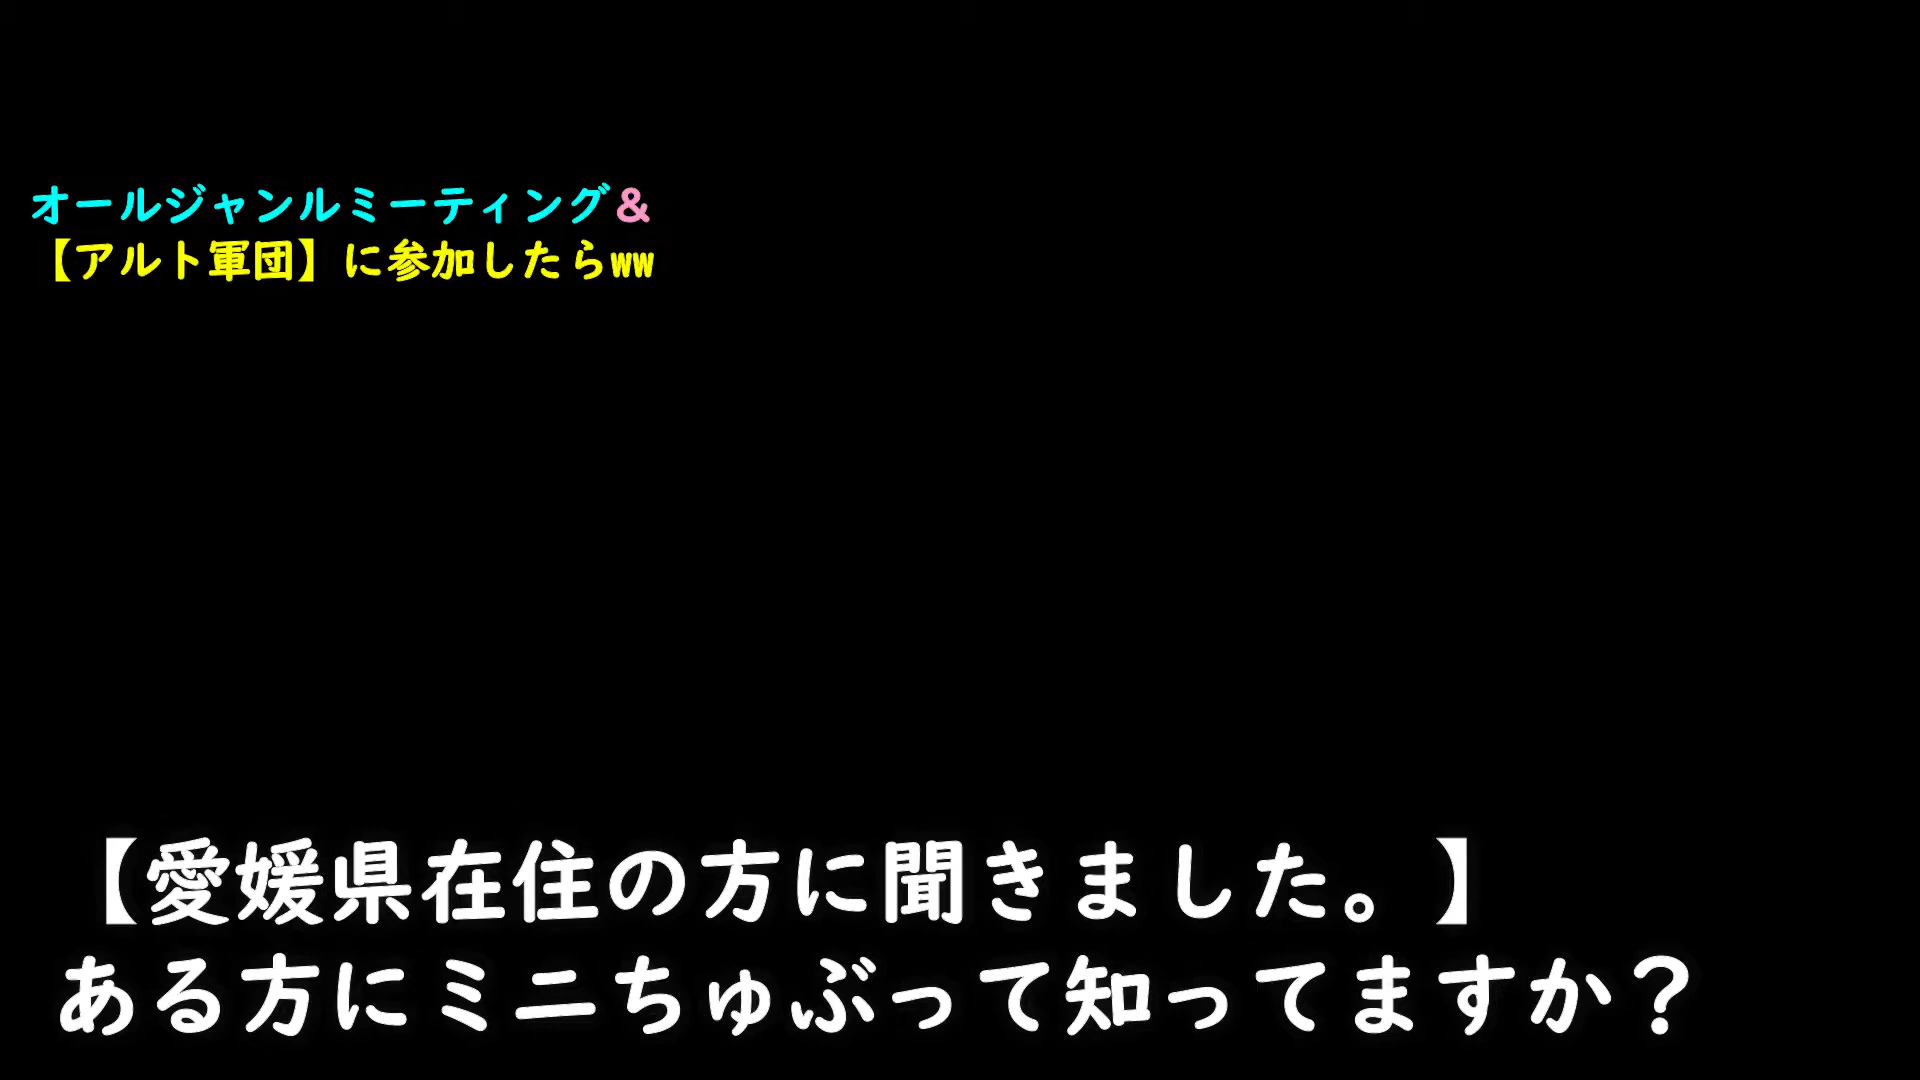 オールジャンルミーティング＆
【アルト軍団】に参加したらww
【愛媛県在住の方に聞きました。】
ある方にミニちゅぶって知ってますか？